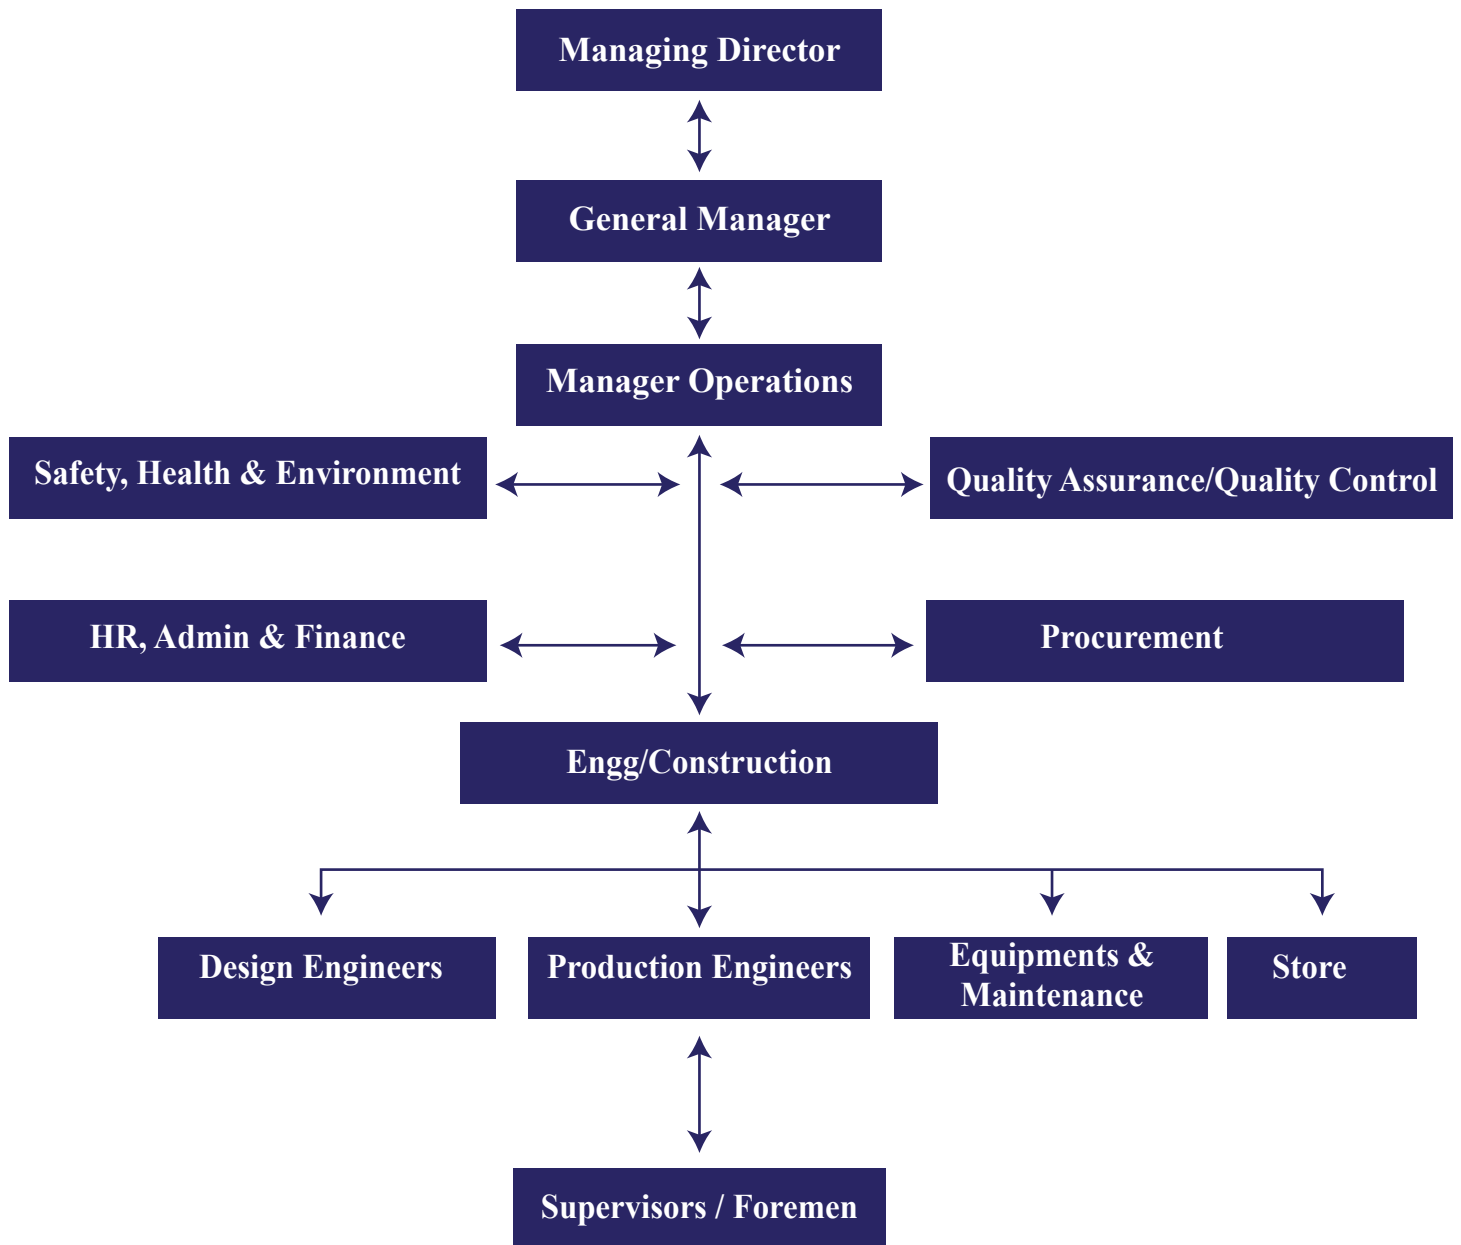 Managing Director
General Manager
Manager Operations
Safety, Health & Environment
Quality Assurance/Quality Control
HR, Admin & Finance
Procurement
Engg/Construction
Design Engineers
Production Engineers
Equipments &
Maintenance
Store
Supervisors / Foremen